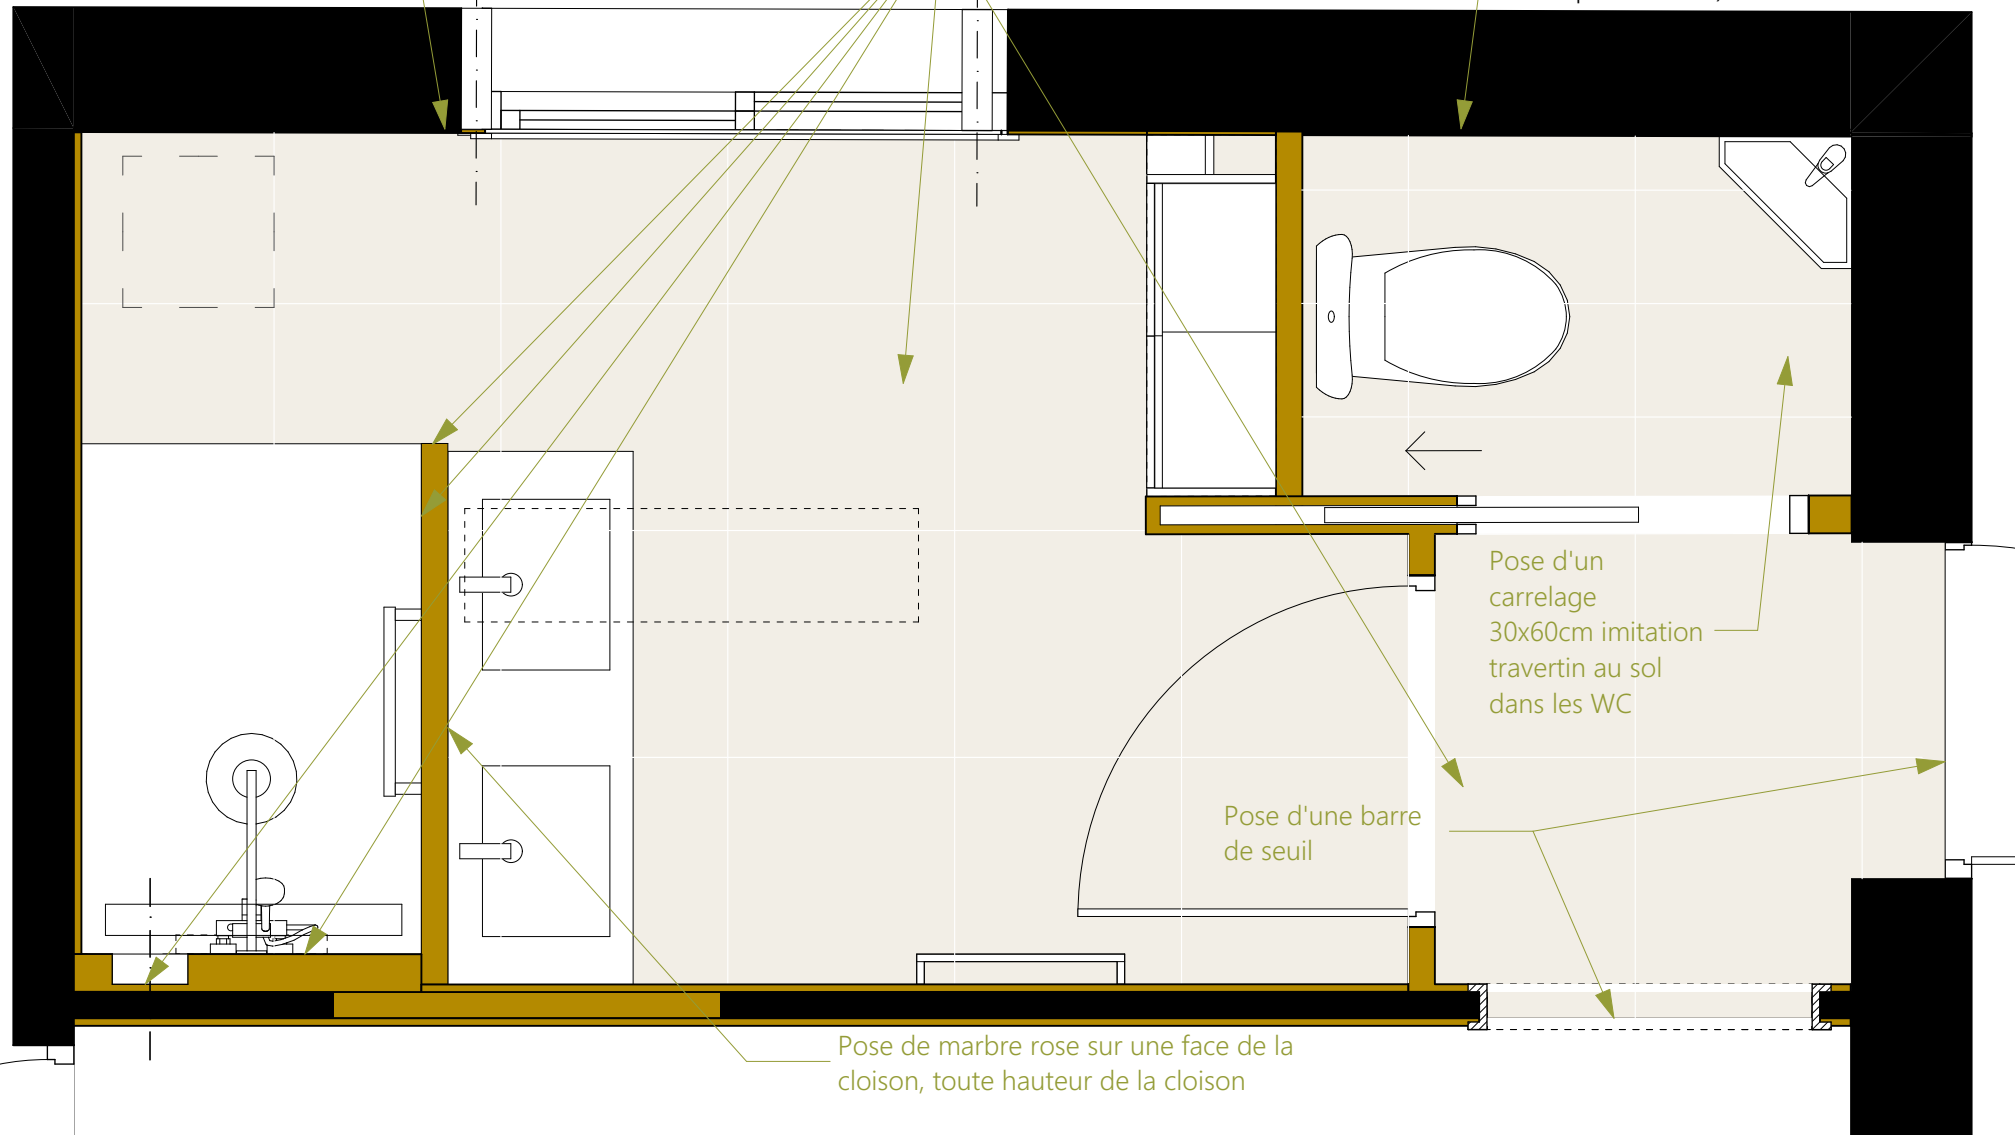 Pose d'un
carrelage
30x60cm imitation
travertin au sol
dans les WC
Pose d'une barre
de seuil
Pose de marbre rose sur une face de la
cloison, toute hauteur de la cloison